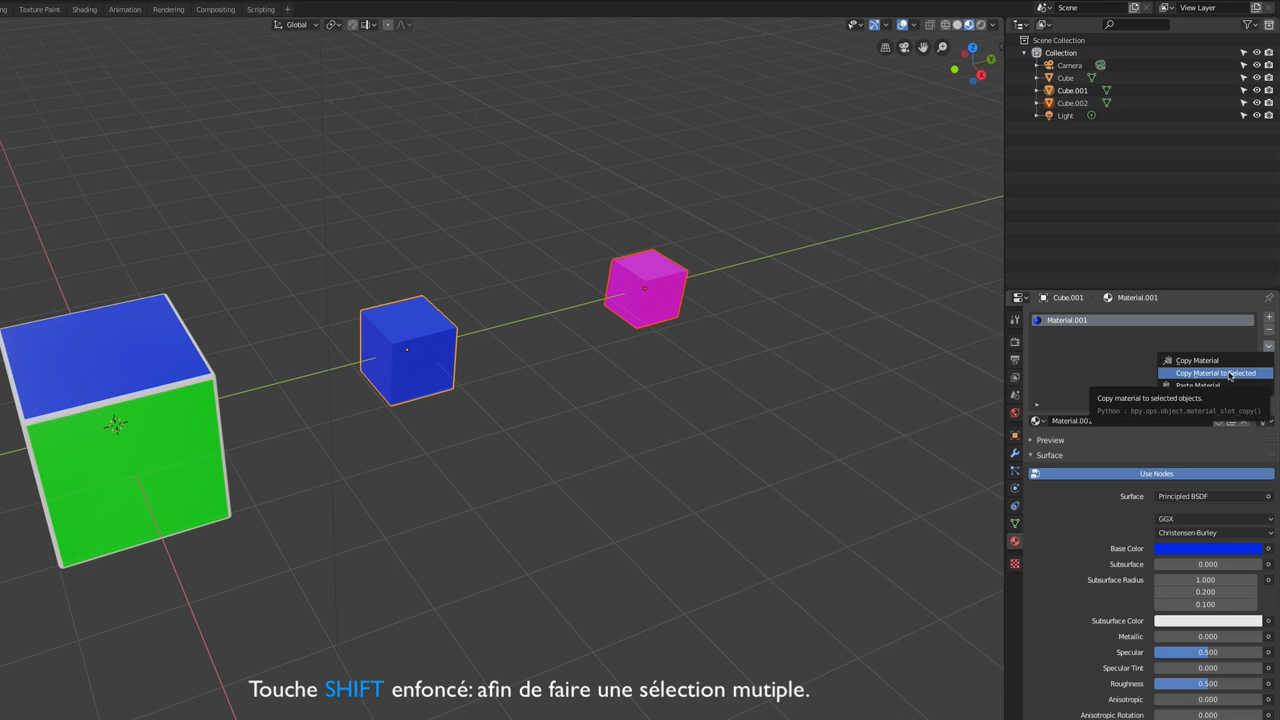 ng Texture Paint Shading Animation Rendering Compositing Scripting +
Scene View Layer
Global
Z
Y
X
Scene Collection
Collection
Camera
Cube
Cube.001
Cube.002
Light
Cube.001 Material.001
Material.001
Copy Material
Copy Material to Selected
Paste Material
Copy material to selected objects.
Python : bpy.ops.object.material_slot_copy()
Material.001
Preview
Surface
Use Nodes
Surface Principled BSDF
GGX
Christensen-Burley
Base Color
Subsurface 0.000
Subsurface Radius 1.000
0.200
0.100
Subsurface Color
Metallic 0.000
Specular 0.500
Specular Tint 0.000
Roughness 0.500
Anisotropic 0.000
Anisotropic Rotation 0.000
Touche SHIFT enfoncé: afin de faire une sélection mutiple.